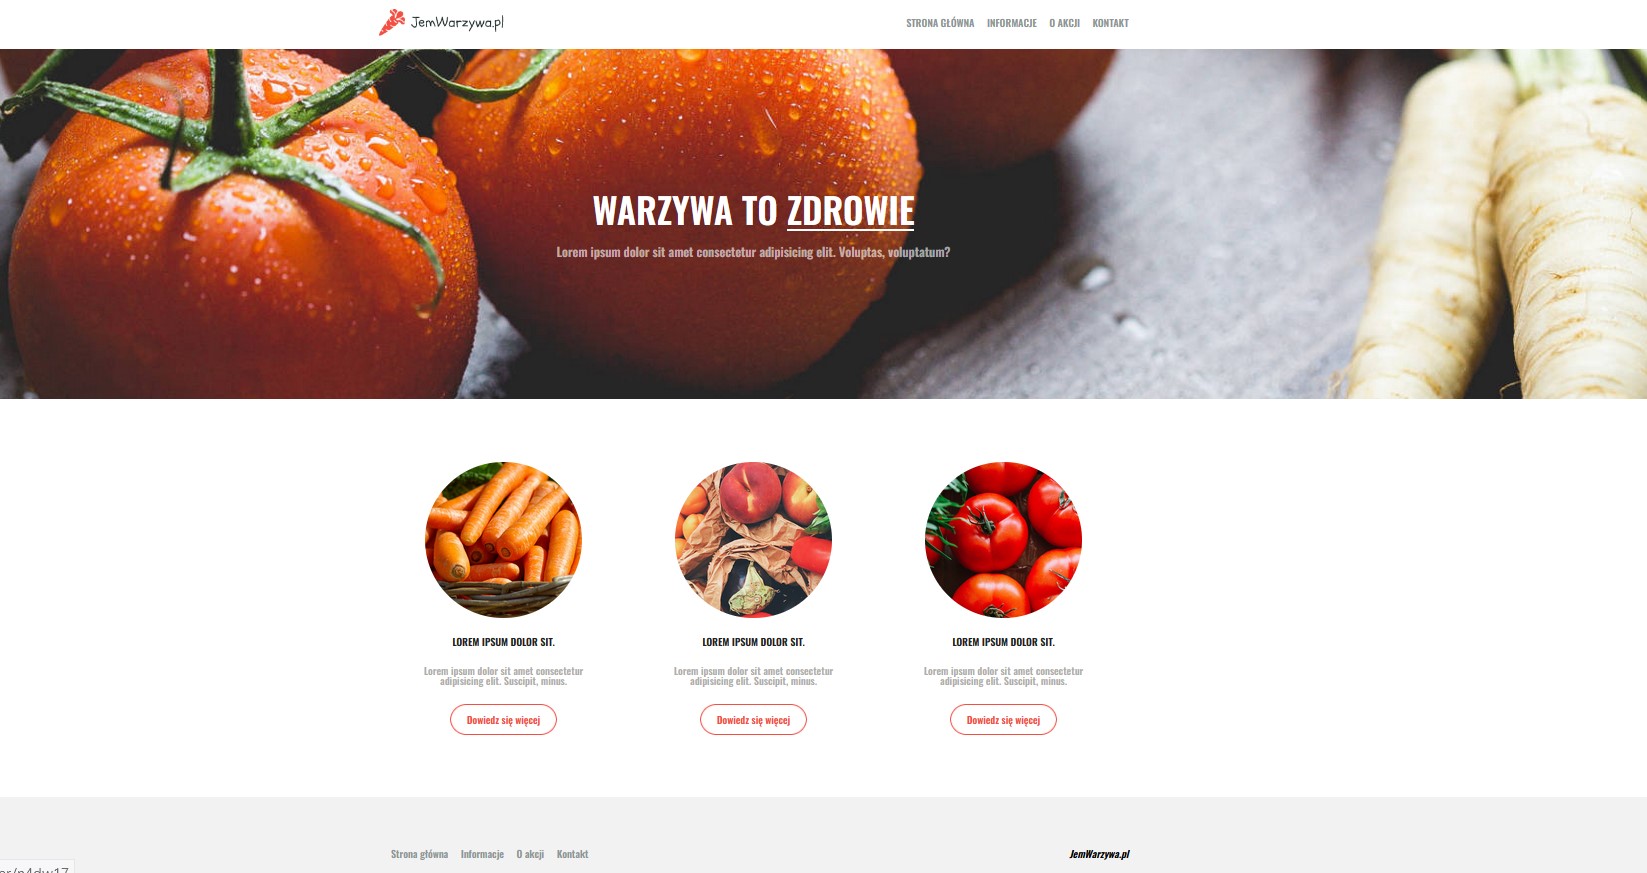 JemWarzywa.pl
STRONA GŁÓWNA INFORMACJE O AKCJI KONTAKT
WARZYWA TO ZDROWIE
Lorem ipsum dolor sit amet consectetur adipisicing elit. Voluptas, voluptatum?
LOREM IPSUM DOLOR SIT.
Lorem ipsum dolor sit amet consectetur
adipisicing elit. Suscipit, minus.
Dowiedz się więcej
LOREM IPSUM DOLOR SIT.
Lorem ipsum dolor sit amet consectetur
adipisicing elit. Suscipit, minus.
Dowiedz się więcej
LOREM IPSUM DOLOR SIT.
Lorem ipsum dolor sit amet consectetur
adipisicing elit. Suscipit, minus.
Dowiedz się więcej
Strona główna Informacje O akcji Kontakt
JemWarzywa.pl